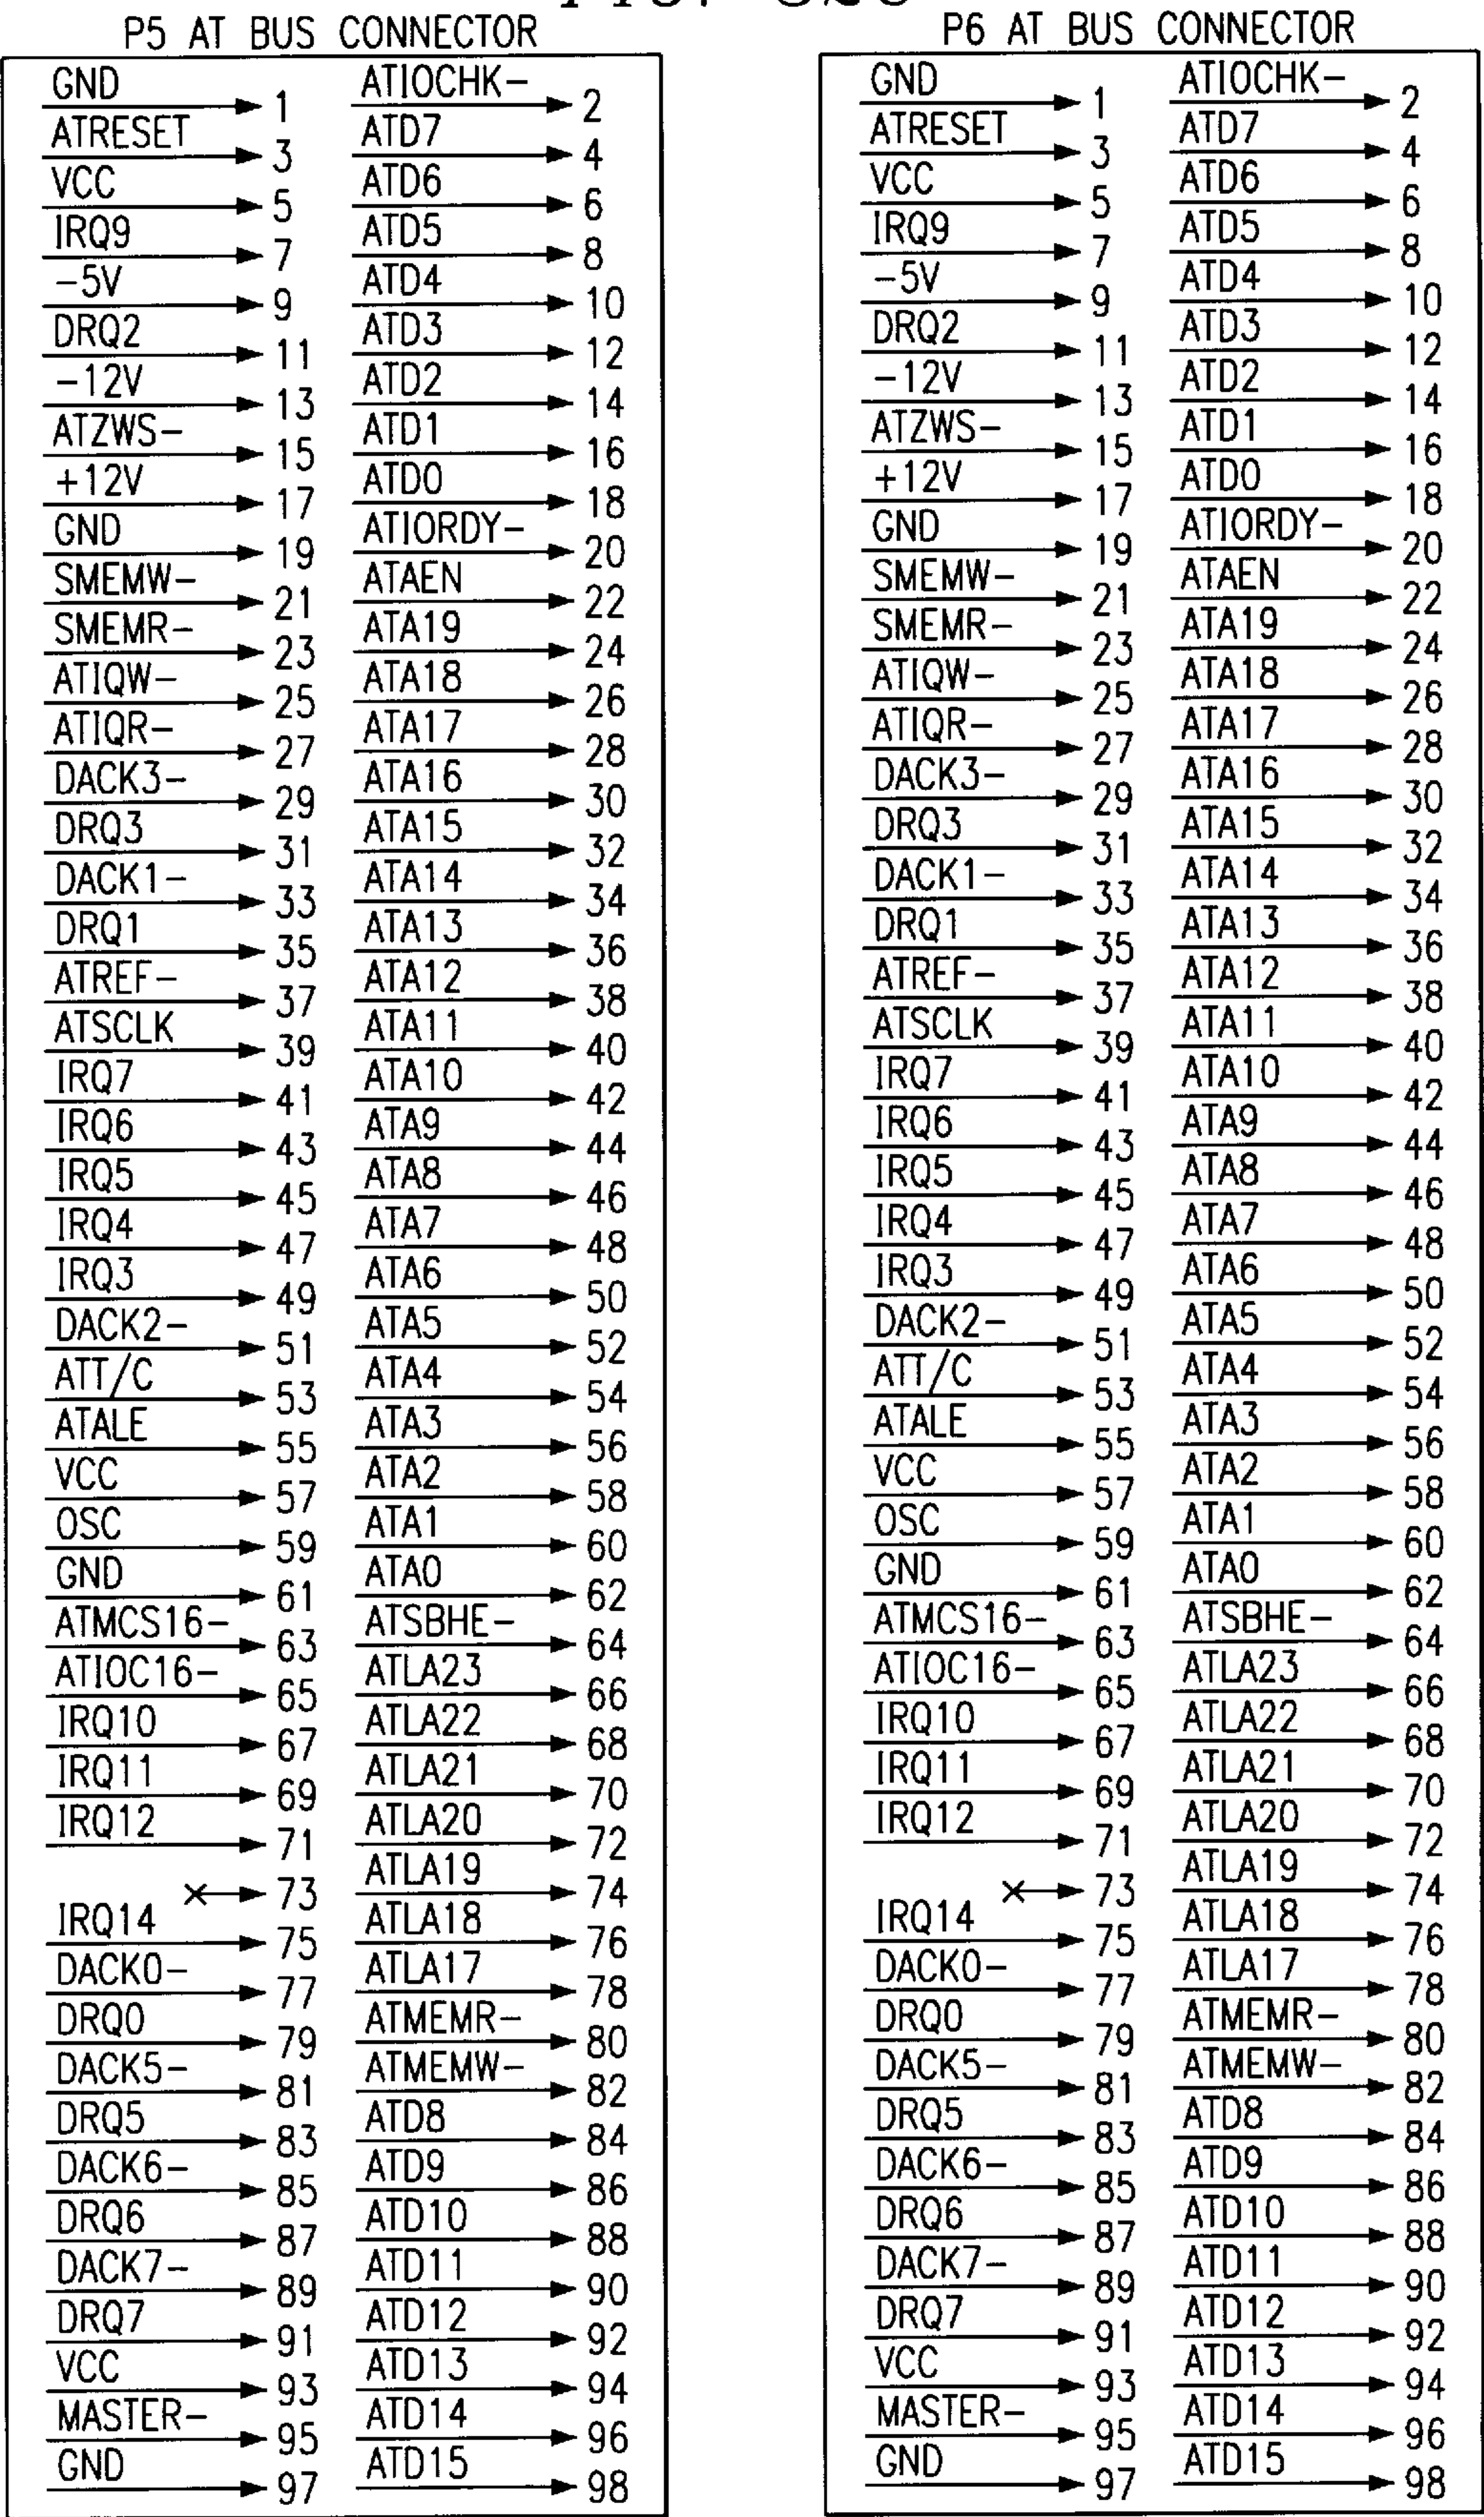 P5 AT BUS CONNECTOR
GND 1 ATIOCHK- 2
ATRESET 3 ATD7 4
VCC 5 ATD6 6
IRQ9 7 ATD5 8
-5V 9 ATD4 10
DRQ2 11 ATD3 12
-12V 13 ATD2 14
ATZWS- 15 ATD1 16
+12V 17 ATD0 18
GND 19 ATIORDY- 20
SMEMW- 21 ATAEN 22
SMEMR- 23 ATA19 24
ATIQW- 25 ATA18 26
ATIQR- 27 ATA17 28
DACK3- 29 ATA16 30
DRQ3 31 ATA15 32
DACK1- 33 ATA14 34
DRQ1 35 ATA13 36
ATREF- 37 ATA12 38
ATSCLK 39 ATA11 40
IRQ7 41 ATA10 42
IRQ6 43 ATA9 44
IRQ5 45 ATA8 46
IRQ4 47 ATA7 48
IRQ3 49 ATA6 50
DACK2- 51 ATA5 52
ATT/C 53 ATA4 54
ATALE 55 ATA3 56
VCC 57 ATA2 58
OSC 59 ATA1 60
GND 61 ATA0 62
ATMCS16- 63 ATSBHE- 64
ATIOC16- 65 ATLA23 66
IRQ10 67 ATLA22 68
IRQ11 69 ATLA21 70
IRQ12 71 ATLA20 72
× 73 ATLA19 74
IRQ14 75 ATLA18 76
DACK0- 77 ATLA17 78
DRQ0 79 ATMEMR- 80
DACK5- 81 ATMEMW- 82
DRQ5 83 ATD8 84
DACK6- 85 ATD9 86
DRQ6 87 ATD10 88
DACK7- 89 ATD11 90
DRQ7 91 ATD12 92
VCC 93 ATD13 94
MASTER- 95 ATD14 96
GND 97 ATD15 98
P6 AT BUS CONNECTOR
GND 1 ATIOCHK- 2
ATRESET 3 ATD7 4
VCC 5 ATD6 6
IRQ9 7 ATD5 8
-5V 9 ATD4 10
DRQ2 11 ATD3 12
-12V 13 ATD2 14
ATZWS- 15 ATD1 16
+12V 17 ATD0 18
GND 19 ATIORDY- 20
SMEMW- 21 ATAEN 22
SMEMR- 23 ATA19 24
ATIQW- 25 ATA18 26
ATIQR- 27 ATA17 28
DACK3- 29 ATA16 30
DRQ3 31 ATA15 32
DACK1- 33 ATA14 34
DRQ1 35 ATA13 36
ATREF- 37 ATA12 38
ATSCLK 39 ATA11 40
IRQ7 41 ATA10 42
IRQ6 43 ATA9 44
IRQ5 45 ATA8 46
IRQ4 47 ATA7 48
IRQ3 49 ATA6 50
DACK2- 51 ATA5 52
ATT/C 53 ATA4 54
ATALE 55 ATA3 56
VCC 57 ATA2 58
OSC 59 ATA1 60
GND 61 ATA0 62
ATMCS16- 63 ATSBHE- 64
ATIOC16- 65 ATLA23 66
IRQ10 67 ATLA22 68
IRQ11 69 ATLA21 70
IRQ12 71 ATLA20 72
× 73 ATLA19 74
IRQ14 75 ATLA18 76
DACK0- 77 ATLA17 78
DRQ0 79 ATMEMR- 80
DACK5- 81 ATMEMW- 82
DRQ5 83 ATD8 84
DACK6- 85 ATD9 86
DRQ6 87 ATD10 88
DACK7- 89 ATD11 90
DRQ7 91 ATD12 92
VCC 93 ATD13 94
MASTER- 95 ATD14 96
GND 97 ATD15 98